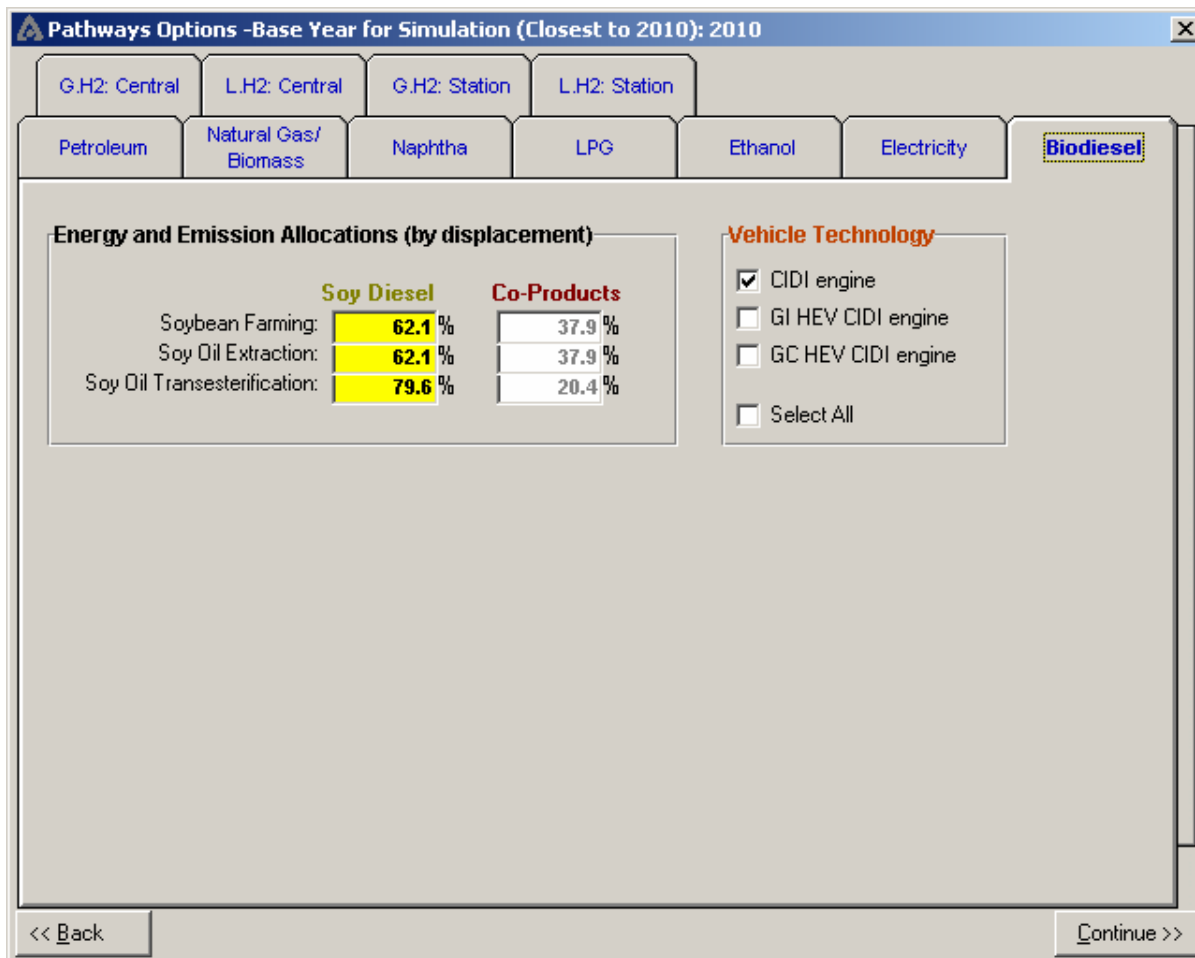 Pathways Options -Base Year for Simulation (Closest to 2010): 2010
G.H2: Central L.H2: Central G.H2: Station L.H2: Station
Petroleum Natural Gas/ Biomass Naphtha LPG Ethanol Electricity Biodiesel
Energy and Emission Allocations (by displacement)
Soy Diesel Co-Products
Soybean Farming: 62.1 % 37.9 %
Soy Oil Extraction: 62.1 % 37.9 %
Soy Oil Transesterification: 79.6 % 20.4 %
Vehicle Technology
CIDI engine
GI HEV CIDI engine
GC HEV CIDI engine
Select All
<< Back Continue >>